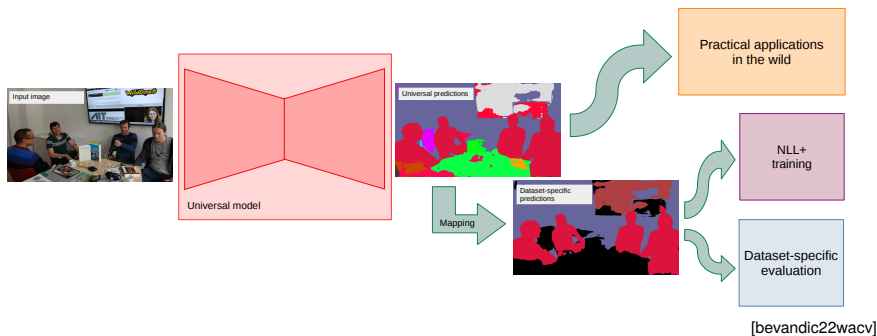 Practical applications
in the wild
Input image
Universal predictions
Universal model
Mapping
Dataset-specific
predictions
NLL+
training
Dataset-specific
evaluation
[bevandic22wacv]